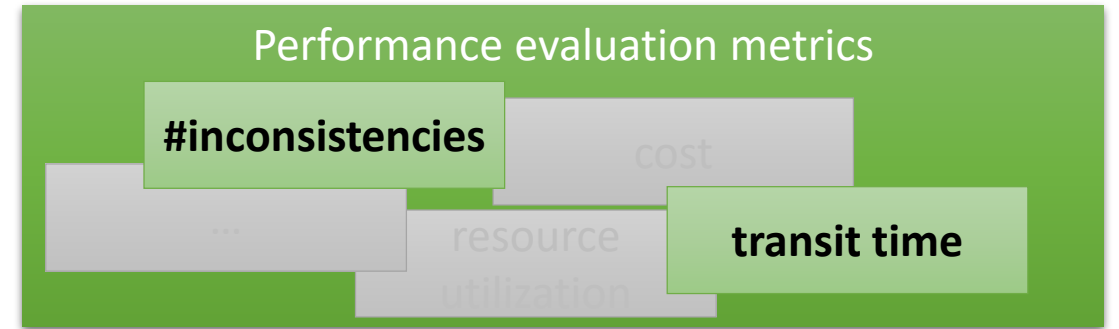 Performance evaluation metrics
#inconsistencies
cost
...
resource
utilization
transit time